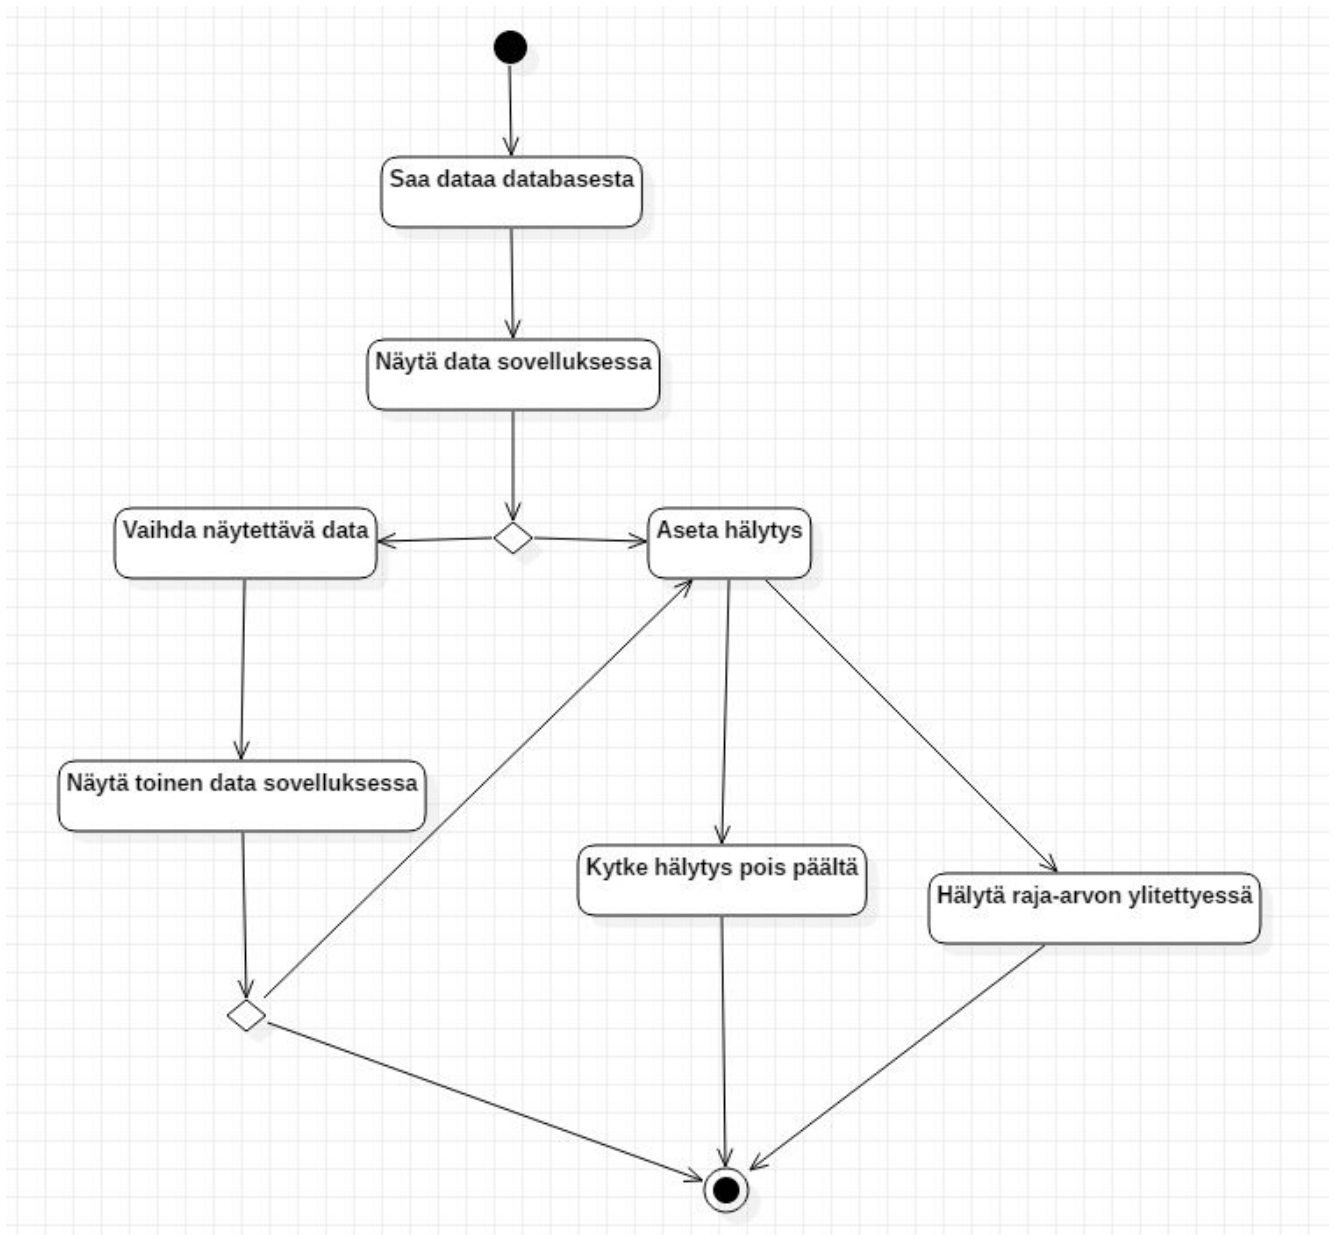 Saa dataa databasesta
Näytä data sovelluksessa
Vaihda näytettävä data
Aseta hälytys
Näytä toinen data sovelluksessa
Kytke hälytys pois päältä
Hälytä raja-arvon ylitettyessä